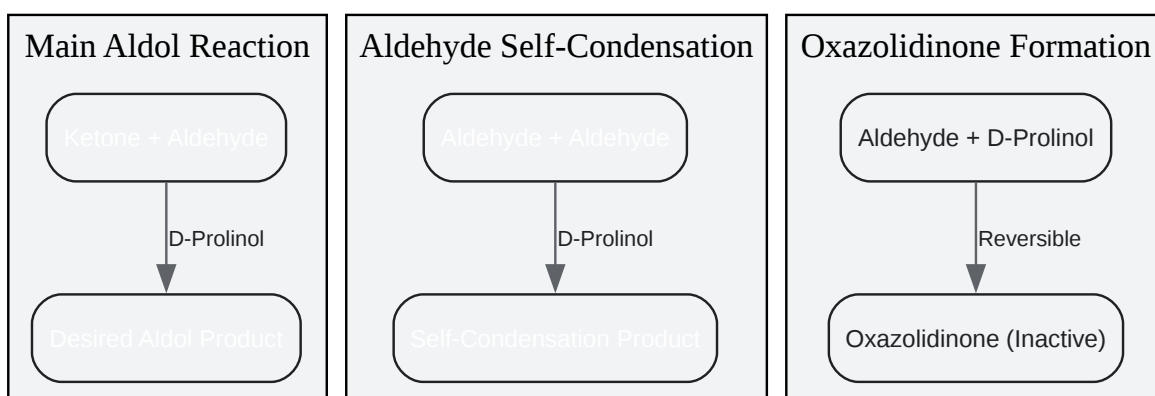 Main Aldol Reaction
Ketone + Aldehyde
D-Prolinol
Desired Aldol Product
Aldehyde Self-Condensation
Aldehyde + Aldehyde
D-Prolinol
Self-Condensation Product
Oxazolidinone Formation
Aldehyde + D-Prolinol
Reversible
Oxazolidinone (Inactive)